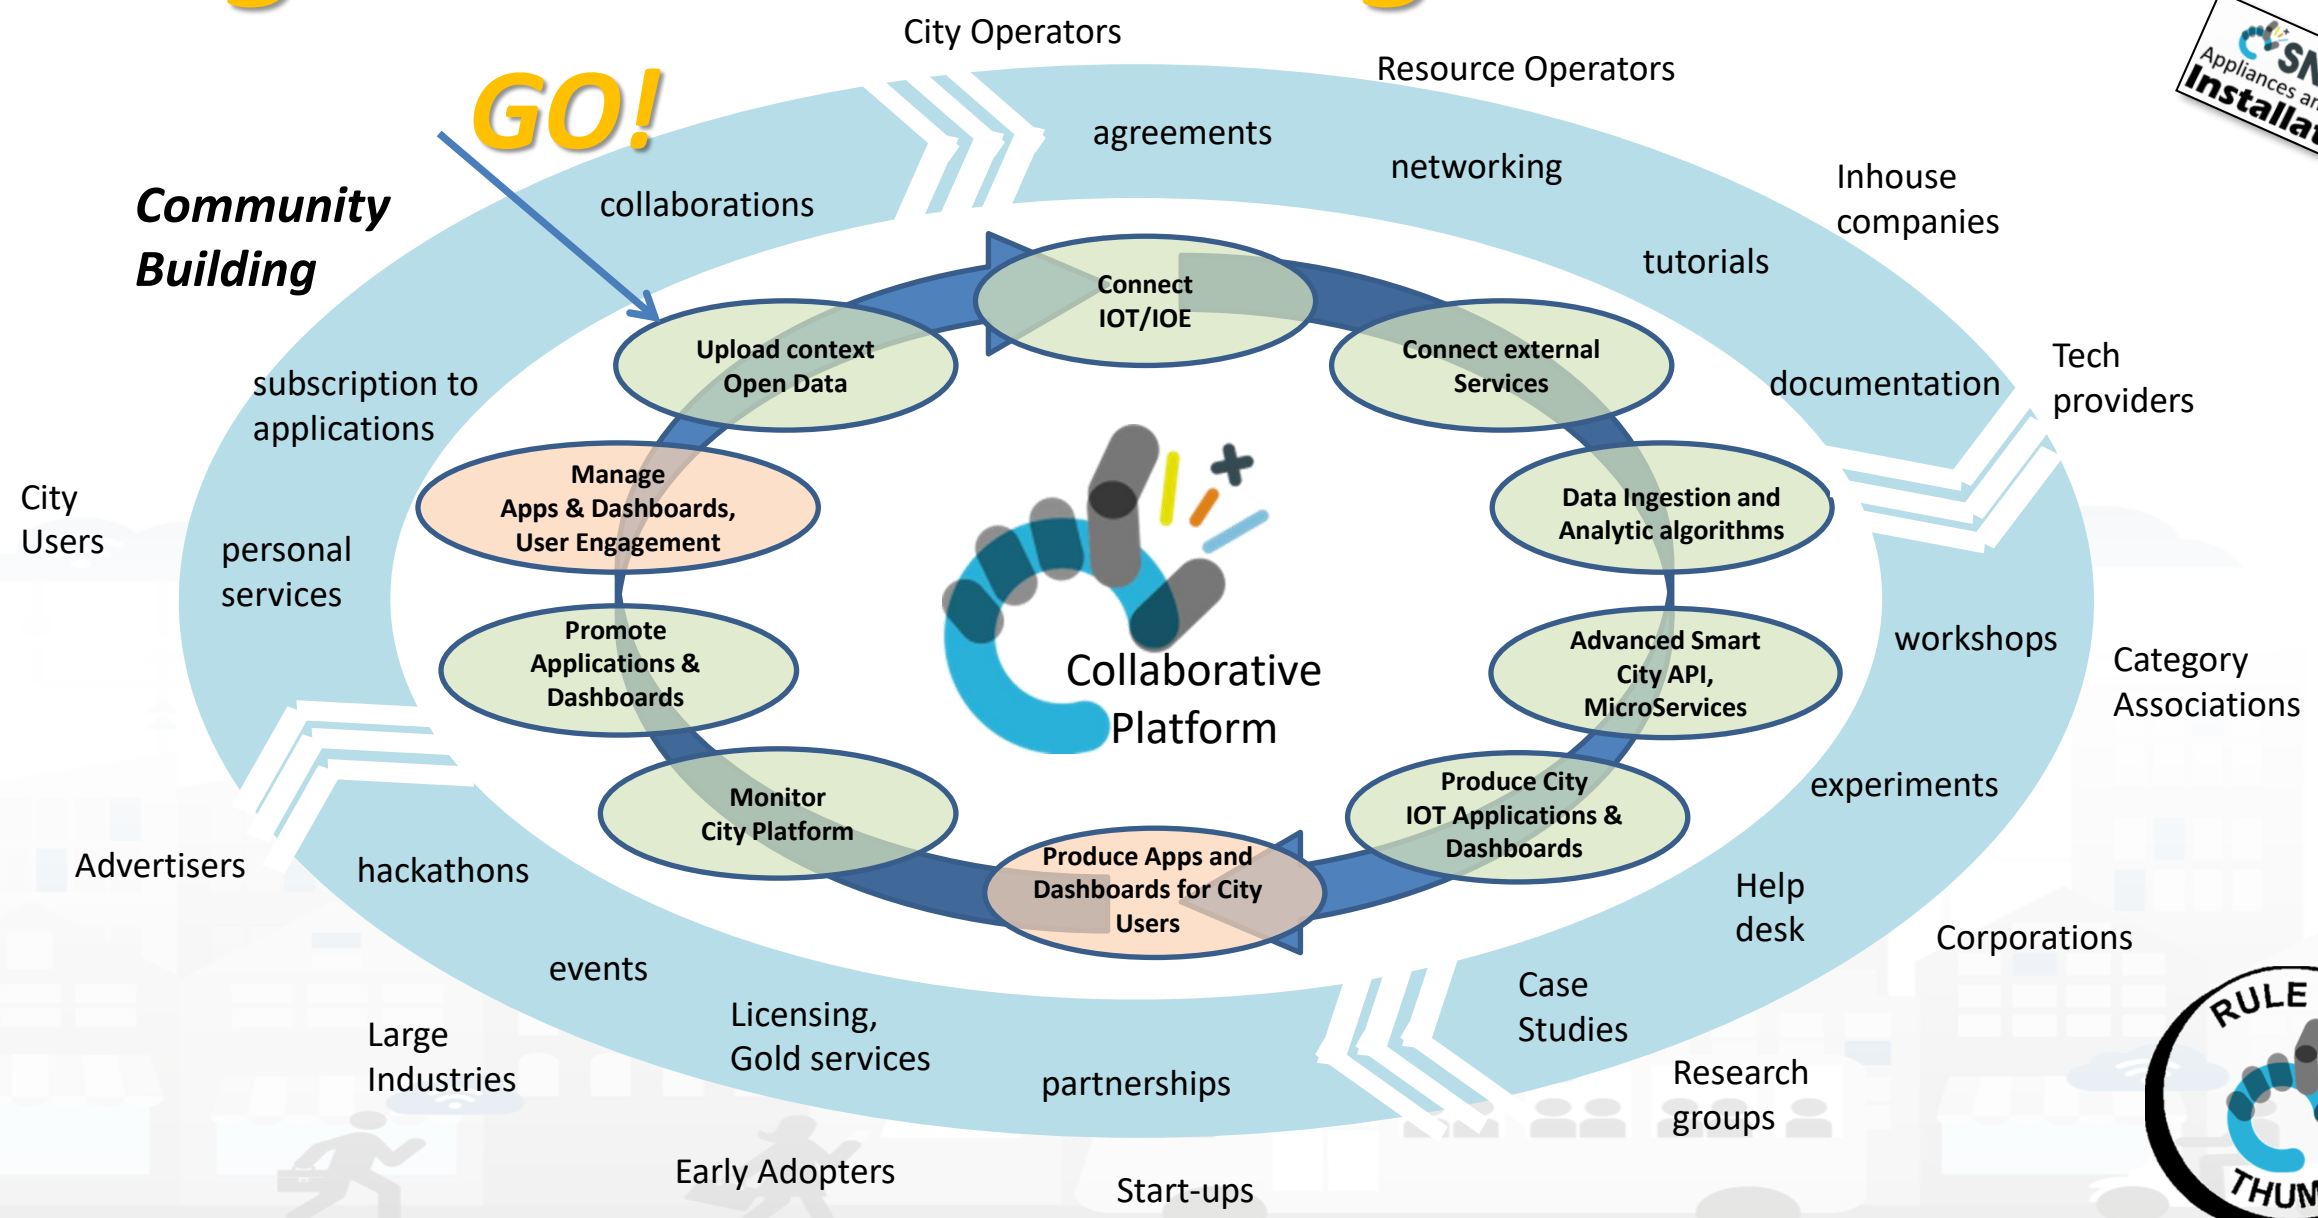 City Operators
Resource Operators
GO!
agreements
networking
Inhouse
companies
Community
Building
collaborations
tutorials
Connect
IOT/IOE
Upload context
Open Data
Connect external
Services
Tech
providers
documentation
subscription to
applications
Manage
Apps & Dashboards,
User Engagement
Data Ingestion and
Analytic algorithms
City
Users
personal
services
Promote
Applications &
Dashboards
Collaborative
Platform
Advanced Smart
City API,
MicroServices
workshops
Category
Associations
Monitor
City Platform
Produce City
IOT Applications &
Dashboards
experiments
Advertisers
hackathons
Produce Apps and
Dashboards for City
Users
Help
desk
Corporations
events
Case
Studies
Licensing,
Gold services
Large
Industries
partnerships
Research
groups
Early Adopters
Start-ups
Appliances
RULE